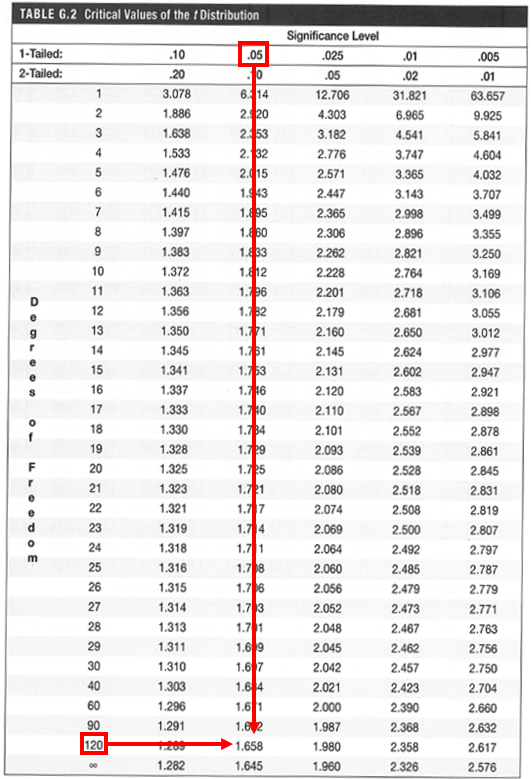 TABLE G.2 Critical Values of the t Distribution
Significance Level
1-Tailed: .10 .05 .025 .01 .005
2-Tailed: .20 .10 .05 .02 .01
Degrees of Freedom
1 3.078 6.314 12.706 31.821 63.657
2 1.886 2.920 4.303 6.965 9.925
3 1.638 2.353 3.182 4.541 5.841
4 1.533 2.132 2.776 3.747 4.604
5 1.476 2.015 2.571 3.365 4.032
6 1.440 1.943 2.447 3.143 3.707
7 1.415 1.895 2.365 2.998 3.499
8 1.397 1.860 2.306 2.896 3.355
9 1.383 1.833 2.262 2.821 3.250
10 1.372 1.812 2.228 2.764 3.169
11 1.363 1.796 2.201 2.718 3.106
12 1.356 1.782 2.179 2.681 3.055
13 1.350 1.771 2.160 2.650 3.012
14 1.345 1.761 2.145 2.624 2.977
15 1.341 1.753 2.131 2.602 2.947
16 1.337 1.746 2.120 2.583 2.921
17 1.333 1.740 2.110 2.567 2.898
18 1.330 1.734 2.101 2.552 2.878
19 1.328 1.729 2.093 2.539 2.861
20 1.325 1.725 2.086 2.528 2.845
21 1.323 1.721 2.080 2.518 2.831
22 1.321 1.717 2.074 2.508 2.819
23 1.319 1.714 2.069 2.500 2.807
24 1.318 1.711 2.064 2.492 2.797
25 1.316 1.708 2.060 2.485 2.787
26 1.315 1.706 2.056 2.479 2.779
27 1.314 1.703 2.052 2.473 2.771
28 1.313 1.701 2.048 2.467 2.763
29 1.311 1.699 2.045 2.462 2.756
30 1.310 1.697 2.042 2.457 2.750
40 1.303 1.684 2.021 2.423 2.704
60 1.296 1.671 2.000 2.390 2.660
90 1.291 1.662 1.987 2.368 2.632
120 1.289 1.658 1.980 2.358 2.617
∞ 1.282 1.645 1.960 2.326 2.576